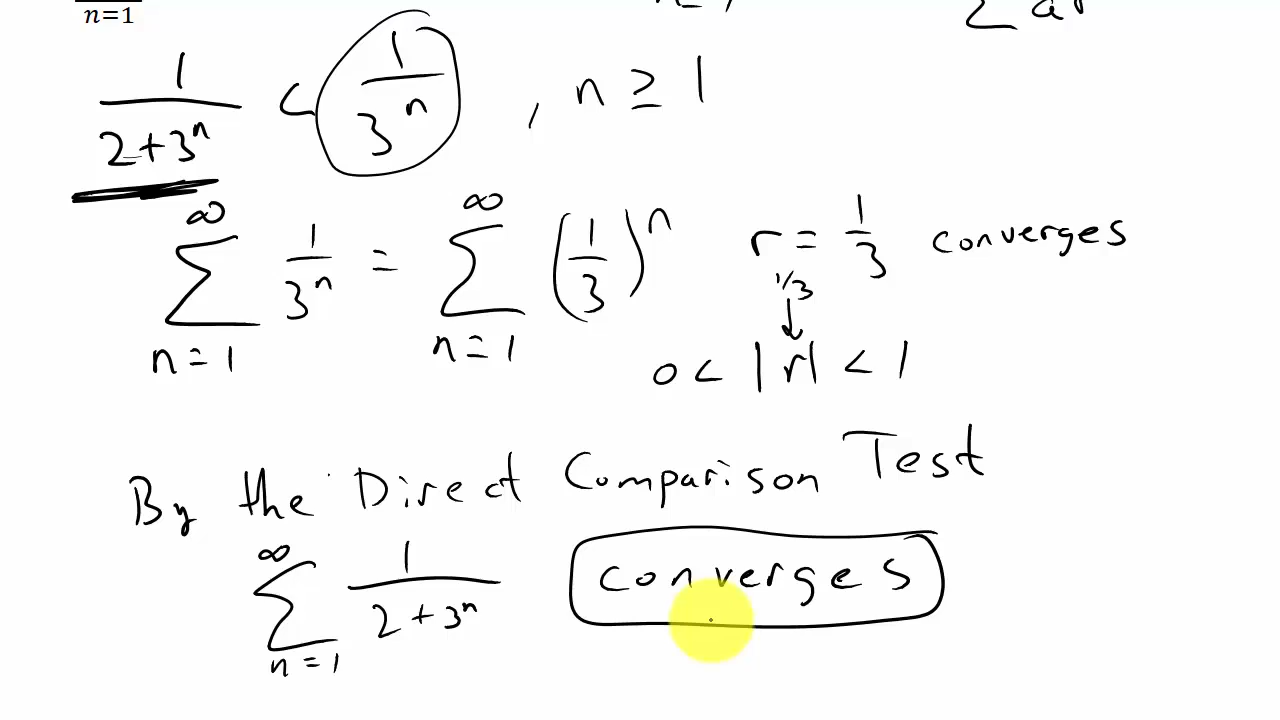 n=1
1/(2+3^n) < 1/3^n , n ≥ 1
∞ ∑ n=1 1/3^n = ∞ ∑ n=1 (1/3)^n r = 1/3 converges
1/3
↓
0 < |r| < 1
By the Direct Comparison Test
∞ ∑ n=1 1/(2+3^n) converges